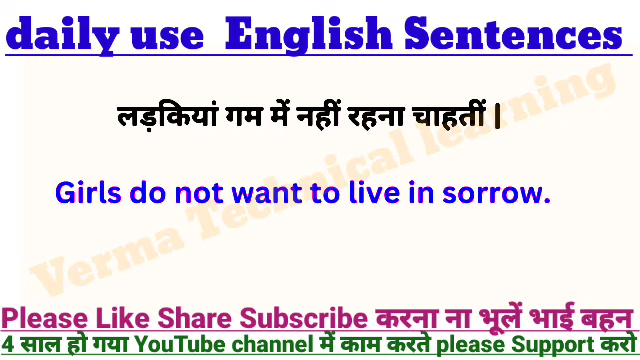 daily use English Sentences
लड़कियां गम में नहीं रहना चाहतीं |
Girls do not want to live in sorrow.
Verma Technical learning
Please Like Share Subscribe करना ना भूलें भाई बहन
4 साल हो गया YouTube channel में काम करते please Support करो